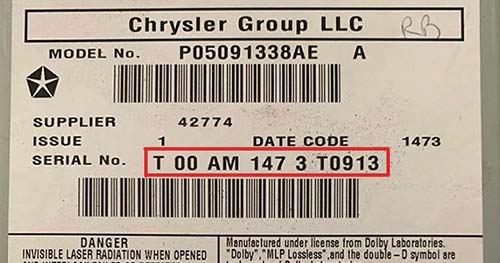 Chrysler Group LLC
RB
MODEL No. P05091338AE A
SUPPLIER 42774
ISSUE 1 DATE CODE 1473
SERIAL No. T 00 AM 147 3 T0913
DANGER
INVISIBLE LASER RADIATION WHEN OPENED
Manufactured under license from Dolby Laboratories.
"Dolby", "MLP Lossless", and the double-D symbol are